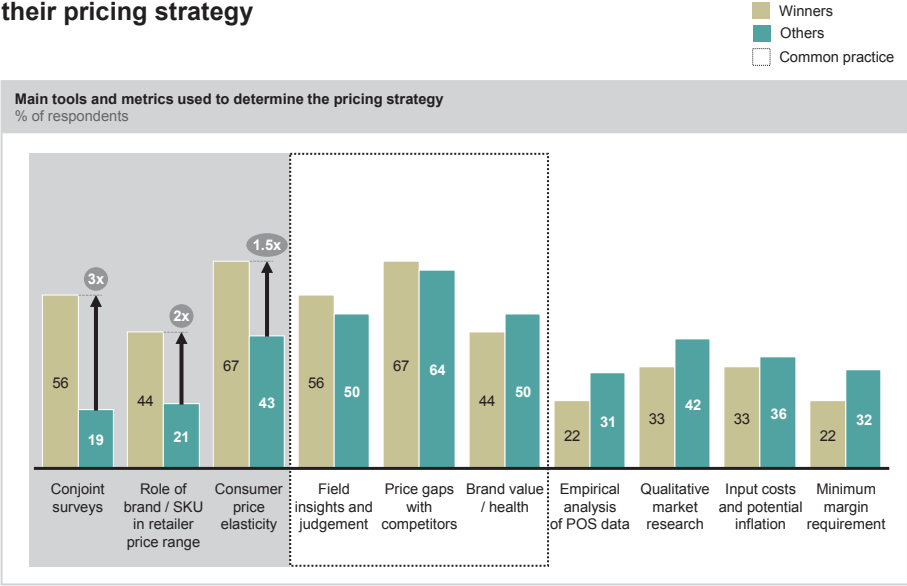 their pricing strategy
Winners
Others
Common practice
Main tools and metrics used to determine the pricing strategy
% of respondents
3x
2x
1.5x
56
19
44
21
67
43
56
50
67
64
44
50
22
31
33
42
33
36
22
32
Conjoint
surveys
Role of
brand / SKU
in retailer
price range
Consumer
price
elasticity
Field
insights and
judgement
Price gaps
with
competitors
Brand value
/ health
Empirical
analysis
of POS data
Qualitative
market
research
Input costs
and potential
inflation
Minimum
margin
requirement